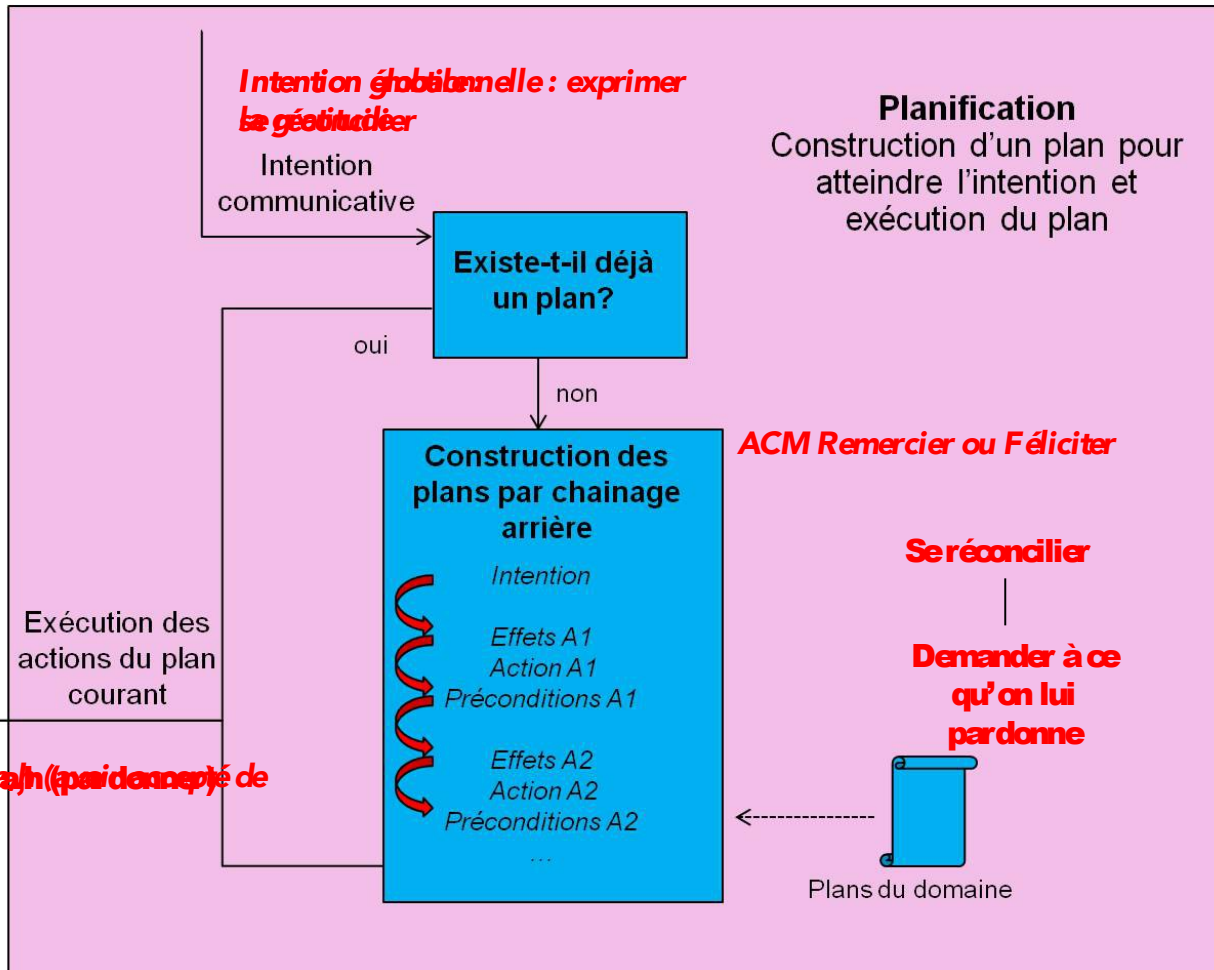 : exprimer
Intention
communicative
Planification
Construction d'un plan pour
atteindre l'intention et
exécution du plan
Existe-t-il déjà
un plan?
oui
non
Construction des
plans par chainage
arrière
Intention
Effets A1
Action A1
Préconditions A1
Effets A2
Action A2
Préconditions A2
...
ACM Remercier ou Féliciter
Se réconcilier
Demander à ce
qu'on lui
pardonne
Exécution des
actions du plan
courant
de
Plans du domaine